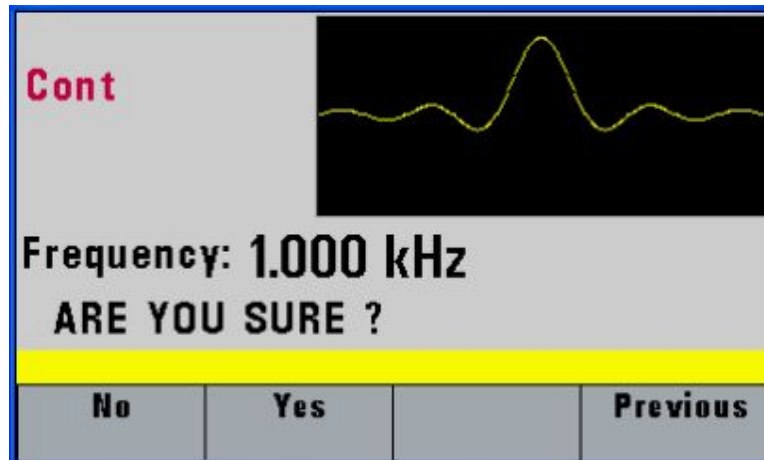 Cont
Frequency: 1.000 kHz
ARE YOU SURE ?
No Yes Previous